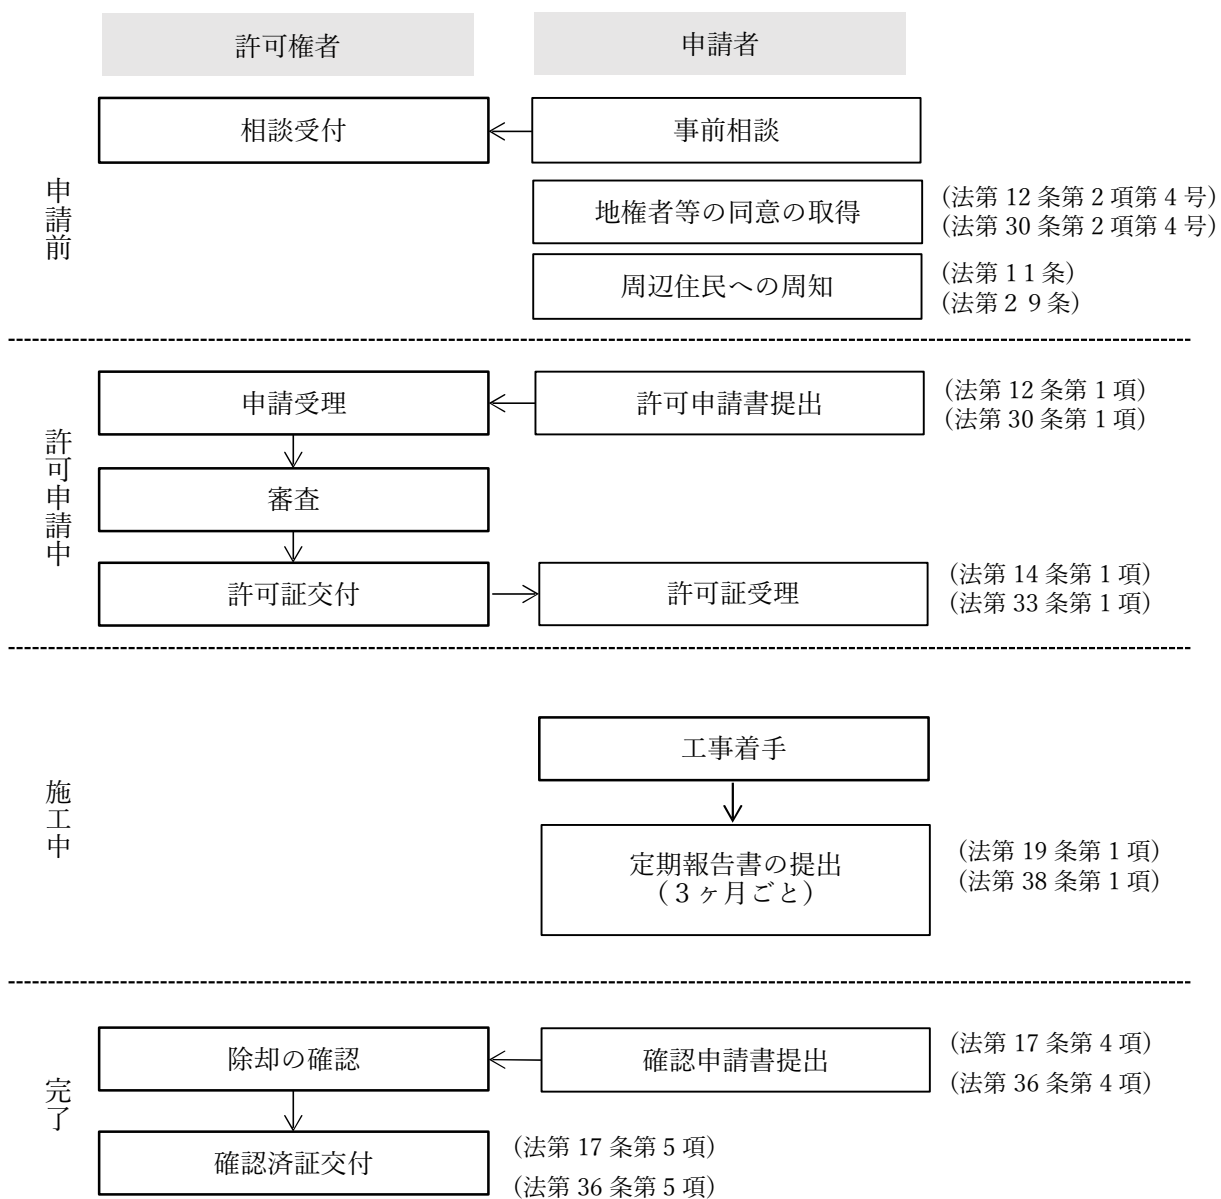 許可権者
申請者
申請前
相談受付
事前相談
地権者等の同意の取得
(法第 12 条第 2 項第 4 号)
(法第 30 条第 2 項第 4 号)
周辺住民への周知
(法第１１条)
(法第２９条)
許可申請中
申請受理
許可申請書提出
(法第 12 条第 1 項)
(法第 30 条第 1 項)
審査
許可証交付
許可証受理
(法第 14 条第 1 項)
(法第 33 条第 1 項)
施工中
工事着手
定期報告書の提出
(３ヶ月ごと)
(法第 19 条第 1 項)
(法第 38 条第 1 項)
完了
除却の確認
確認申請書提出
(法第 17 条第 4 項)
(法第 36 条第 4 項)
確認済証交付
(法第 17 条第 5 項)
(法第 36 条第 5 項)